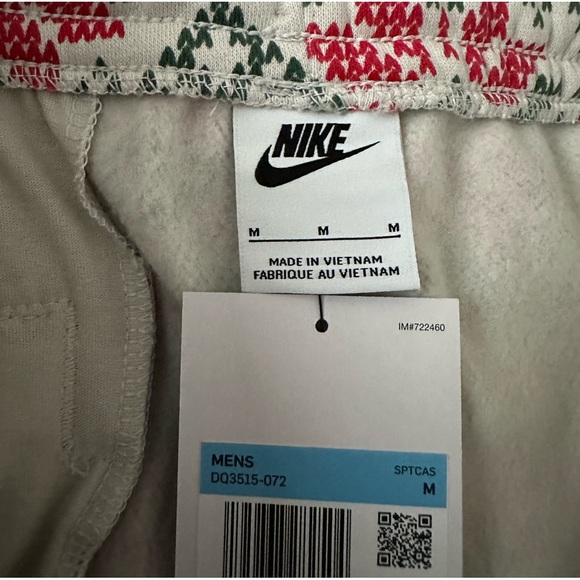 NIKE
M M M
MADE IN VIETNAM
FABRIQUE AU VIETNAM
IM#722460
MENS SPTCAS
DQ3515-072 M